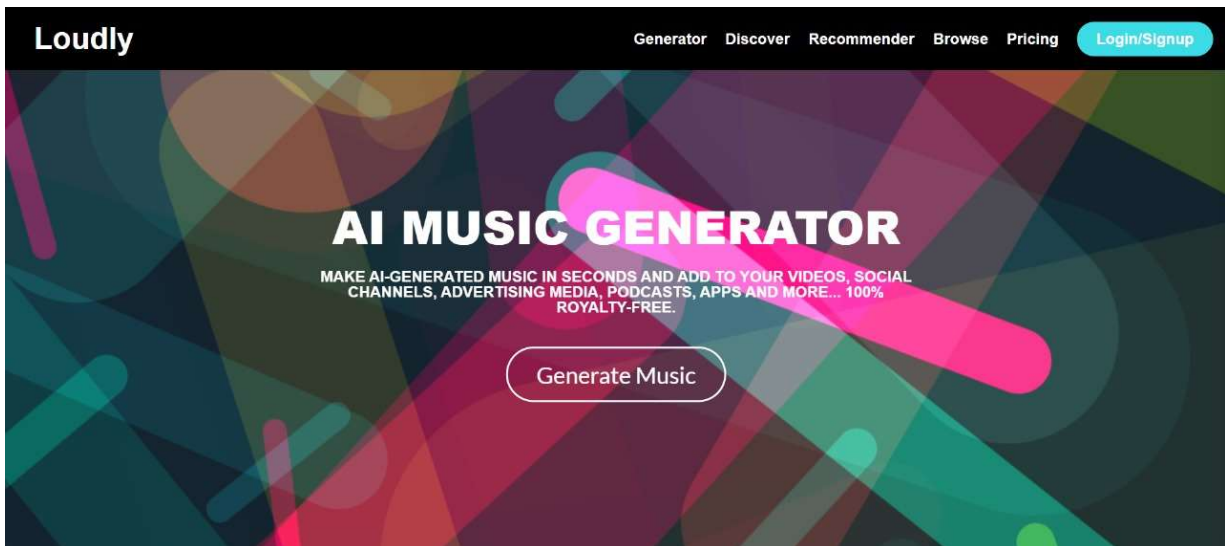 Loudly
Generator Discover Recommender Browse Pricing Login/Signup
AI MUSIC GENERATOR
MAKE AI-GENERATED MUSIC IN SECONDS AND ADD TO YOUR VIDEOS, SOCIAL
CHANNELS, ADVERTISING MEDIA, PODCASTS, APPS AND MORE... 100%
ROYALTY-FREE.
Generate Music